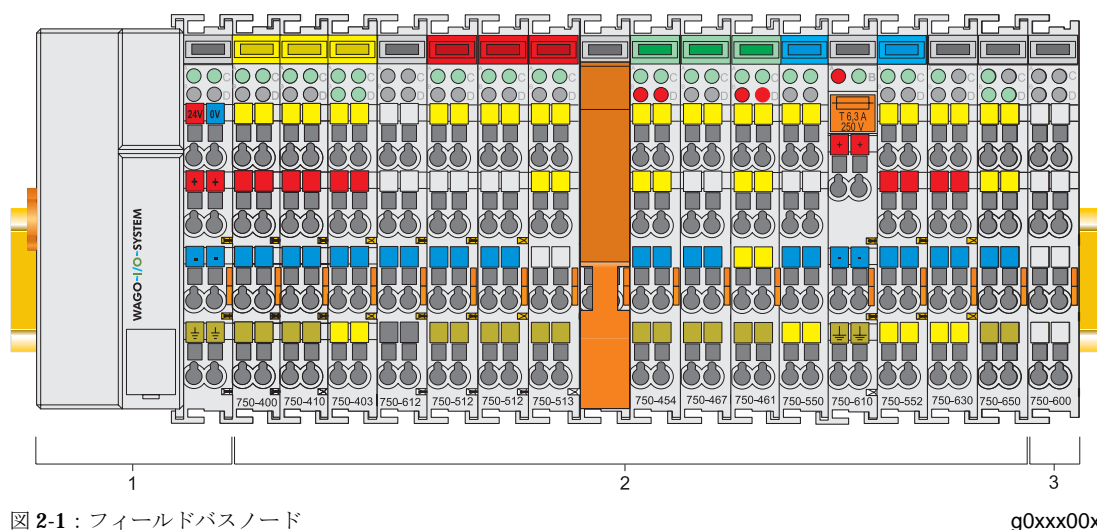 C C C C C C C C C B C C C C
D D D D D D D D D D D D
24V 0V
T 6,3 A
250 V
+ +
+ +
- - - -
WAGO-I/O-SYSTEM
750-400 750-410 750-403 750-612 750-512 750-512 750-513 750-454 750-467 750-461 750-550 750-610 750-552 750-630 750-650 750-600
1 2 3
図 2-1：フィールドバスノード
g0xxx00x